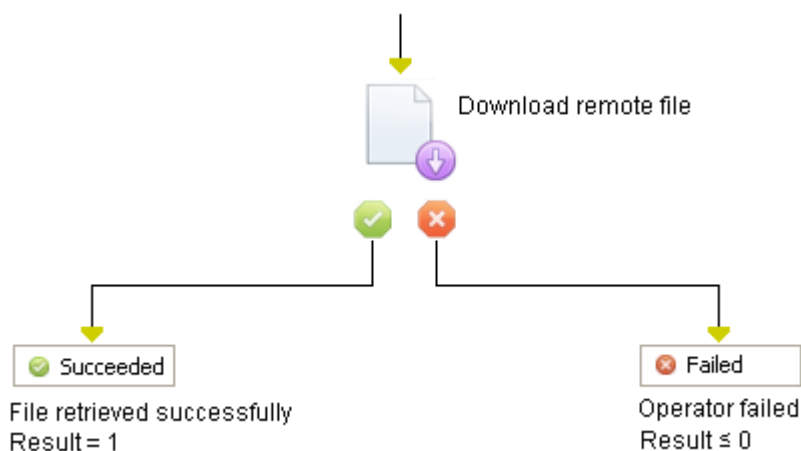 Download remote file
Succeeded
Failed
File retrieved successfully
Result = 1
Operator failed
Result ≤ 0